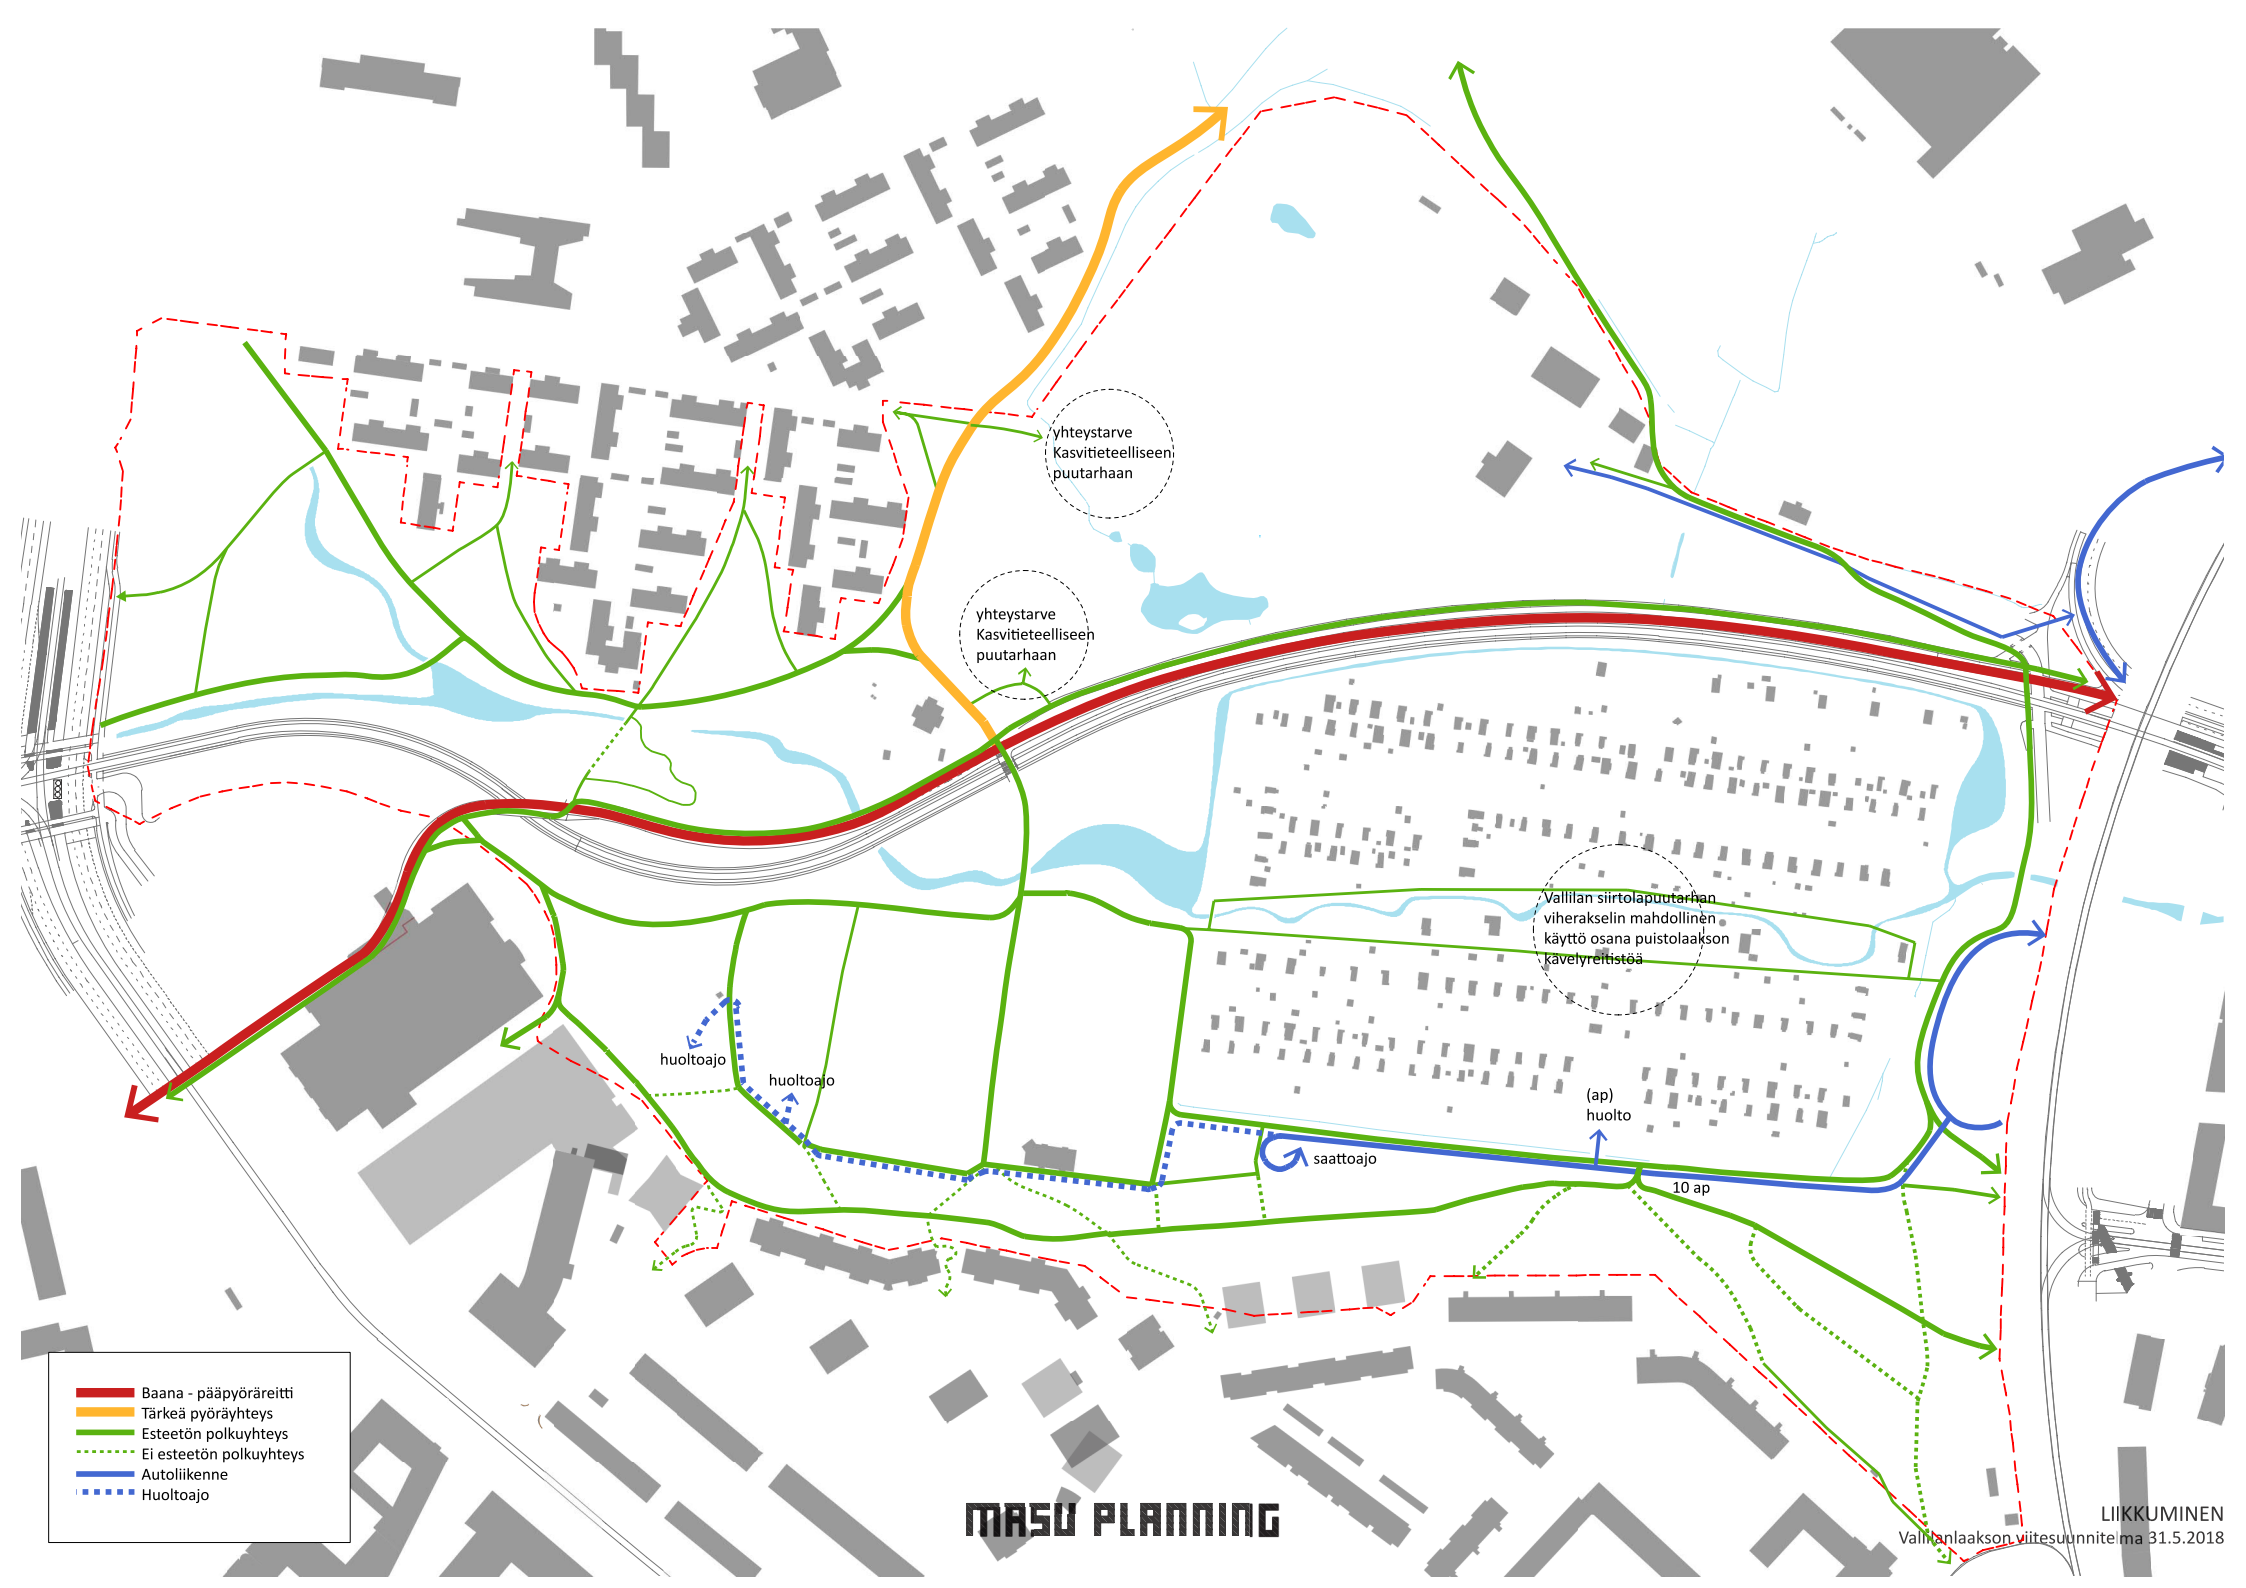 yhteystarve
Kasvitieteelliseen
puutarhaan
yhteystarve
Kasvitieteelliseen
puutarhaan
Vallilan siirtolapuutarhan
viherakselin mahdollinen
käyttö osana puistolaakson
kävelyreitistöä
huoltoajo
huoltoajo
(ap)
huolto
saattoajo
10 ap
Baana - pääpyöräreitti
Tärkeä pyöräyhteys
Esteetön polkuyhteys
Ei esteetön polkuyhteys
Autoliikenne
Huoltoajo
MASU PLANNING
LIIKKUMINEN
Vallilanlaakson viitesuunnitelma 31.5.2018